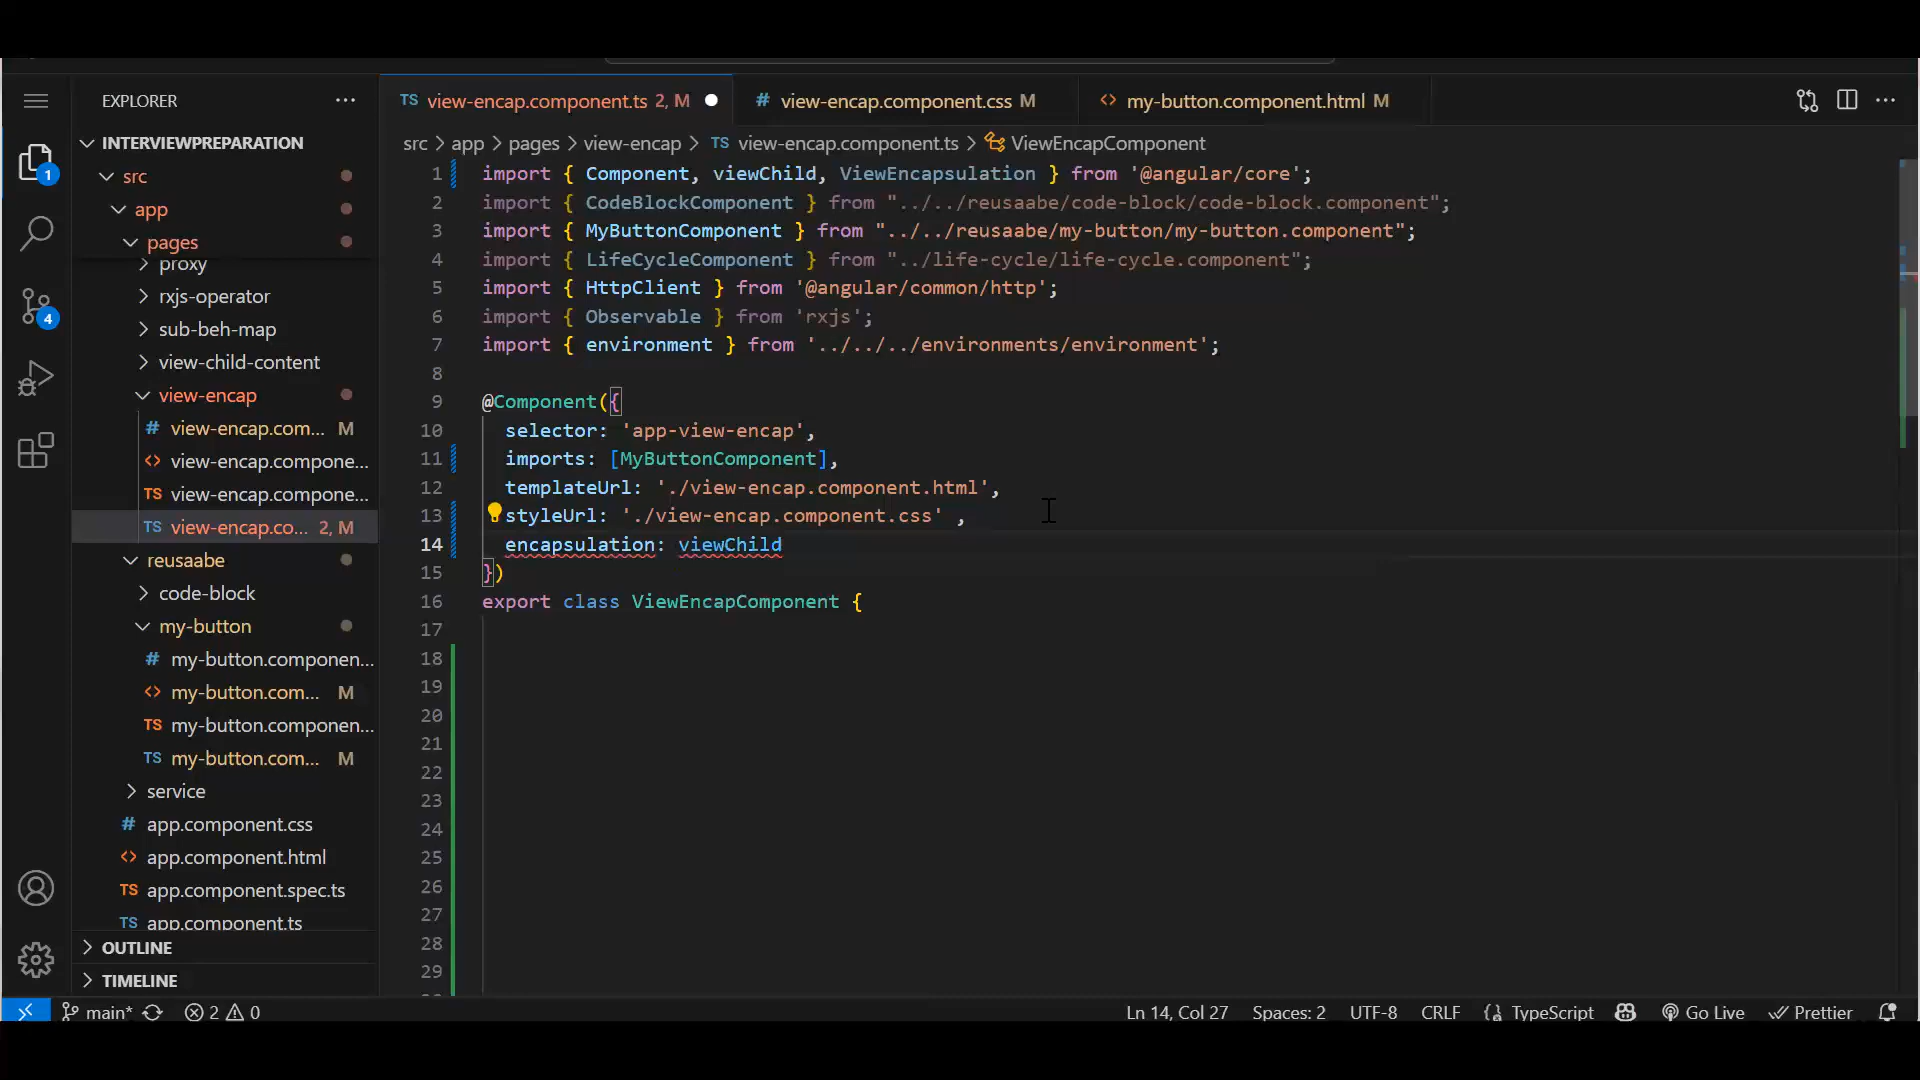 EXPLORER
INTERVIEWPREPARATION
src
app
pages
proxy
rxjs-operator
sub-beh-map
view-child-content
view-encap
# view-encap.com... M
<> view-encap.compone...
TS view-encap.compone...
TS view-encap.co... 2, M
reusaabe
code-block
my-button
# my-button.componen...
<> my-button.com... M
TS my-button.componen...
TS my-button.com... M
service
# app.component.css
<> app.component.html
TS app.component.spec.ts
TS app.component.ts
OUTLINE
TIMELINE
1
4
TS view-encap.component.ts 2, M
# view-encap.component.css M
<> my-button.component.html M
src > app > pages > view-encap > TS view-encap.component.ts > ViewEncapComponent
1 import { Component, viewChild, ViewEncapsulation } from '@angular/core';
2 import { CodeBlockComponent } from "../../reusaabe/code-block/code-block.component";
3 import { MyButtonComponent } from "../../reusaabe/my-button/my-button.component";
4 import { LifeCycleComponent } from "../life-cycle/life-cycle.component";
5 import { HttpClient } from '@angular/common/http';
6 import { Observable } from 'rxjs';
7 import { environment } from '../../../environments/environment';
8
9 @Component({
10 selector: 'app-view-encap',
11 imports: [MyButtonComponent],
12 templateUrl: './view-encap.component.html',
13 styleUrl: './view-encap.component.css' ,
14 encapsulation: viewChild
15 })
16 export class ViewEncapComponent {
17
18
19
20
21
22
23
24
25
26
27
28
29
main* 2 0 Ln 14, Col 27 Spaces: 2 UTF-8 CRLF {} TypeScript Go Live Prettier